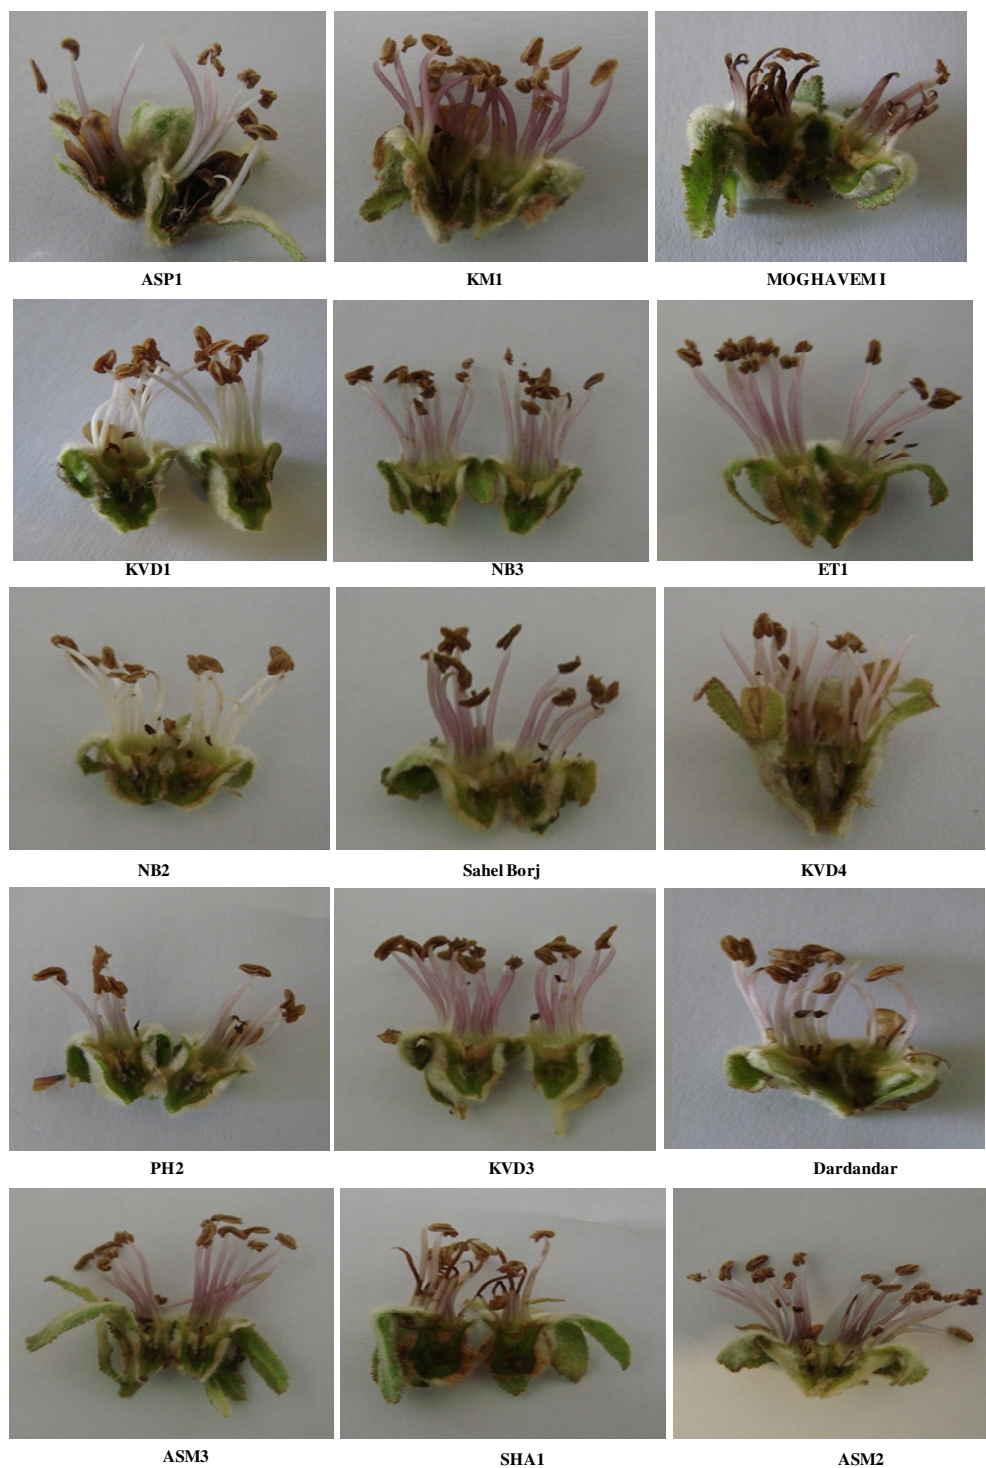 ASP1 KM1 MOGHAVEM I
KVD1 NB3 ET1
NB2 Sahel Borj KVD4
PH2 KVD3 Dardandar
ASM3 SHA1 ASM2